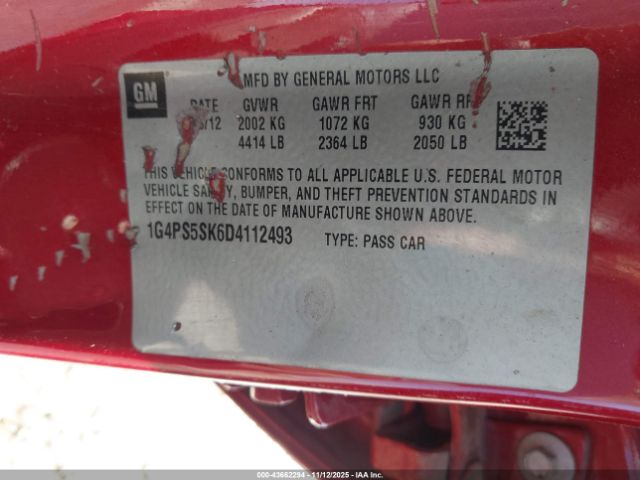 GM
MFD BY GENERAL MOTORS LLC
DATE GVWR GAWR FRT GAWR RR
/12 2002 KG 1072 KG 930 KG
4414 LB 2364 LB 2050 LB
THIS VEHICLE CONFORMS TO ALL APPLICABLE U.S. FEDERAL MOTOR
VEHICLE SAFETY, BUMPER, AND THEFT PREVENTION STANDARDS IN
EFFECT ON THE DATE OF MANUFACTURE SHOWN ABOVE.
1G4PS5SK6D4112493 TYPE: PASS CAR
000-43662294 - 11/12/2025 - IAAI.COM